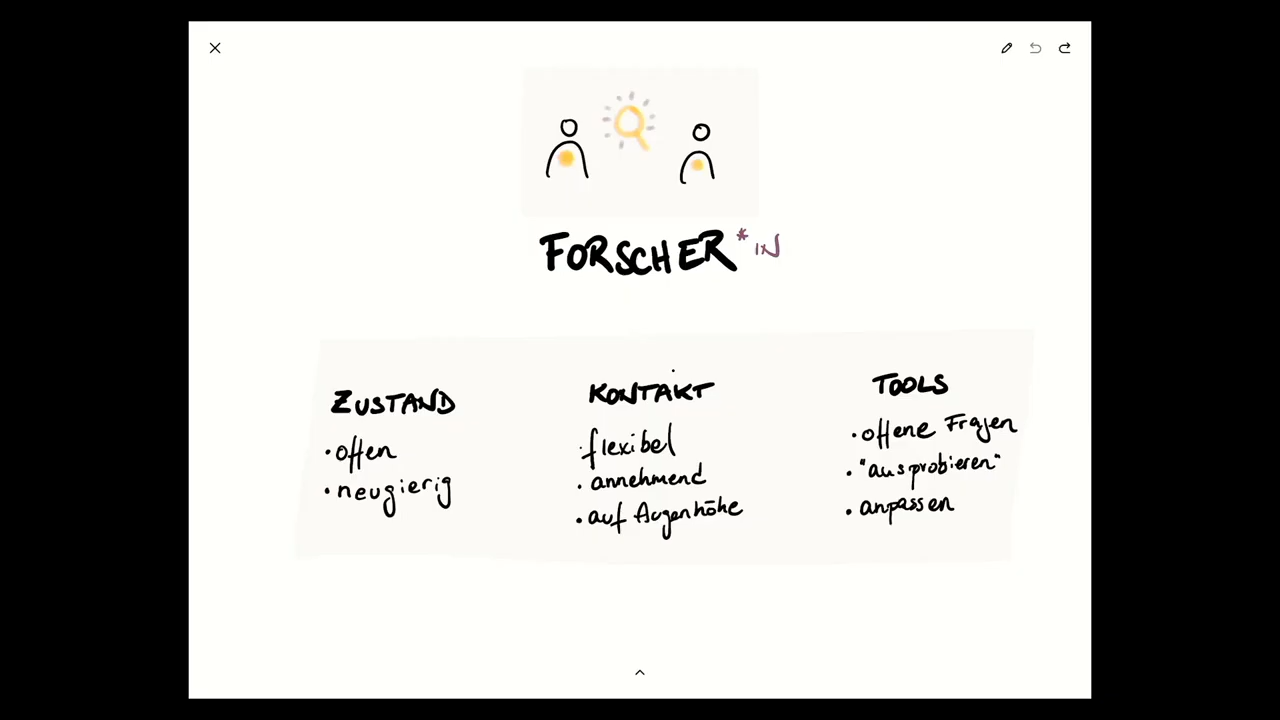 FORSCHER*IN
ZUSTAND
• offen
• neugierig
KONTAKT
• flexibel
• annehmend
• auf Augenhöhe
TOOLS
• offene Fragen
• "ausprobieren"
• anpassen